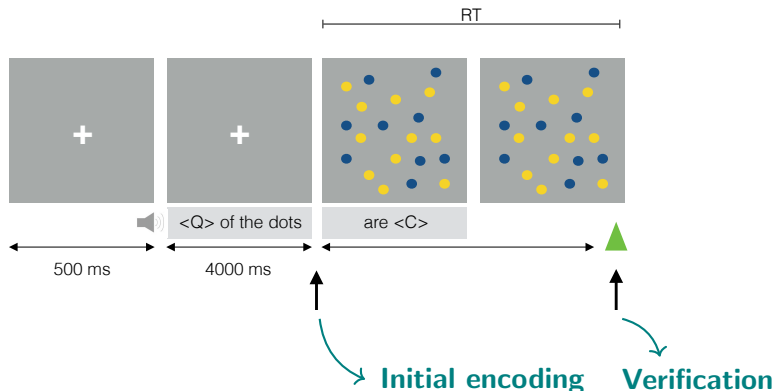 RT
<Q> of the dots
are <C>
500 ms
4000 ms
Initial encoding
Verification